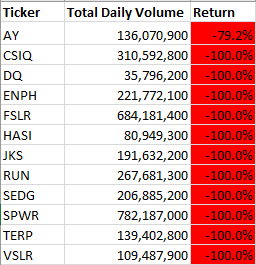 Ticker Total Daily Volume Return
AY 136,070,900 -79.2%
CSIQ 310,592,800 -100.0%
DQ 35,796,200 -100.0%
ENPH 221,772,100 -100.0%
FSLR 684,181,400 -100.0%
HASI 80,949,300 -100.0%
JKS 191,632,200 -100.0%
RUN 267,681,300 -100.0%
SEDG 206,885,200 -100.0%
SPWR 782,187,000 -100.0%
TERP 139,402,800 -100.0%
VSLR 109,487,900 -100.0%